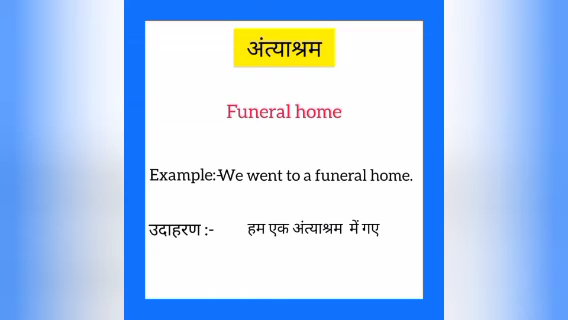 अंत्याश्रम
Funeral home
Example:-We went to a funeral home.
उदाहरण :- हम एक अंत्याश्रम में गए